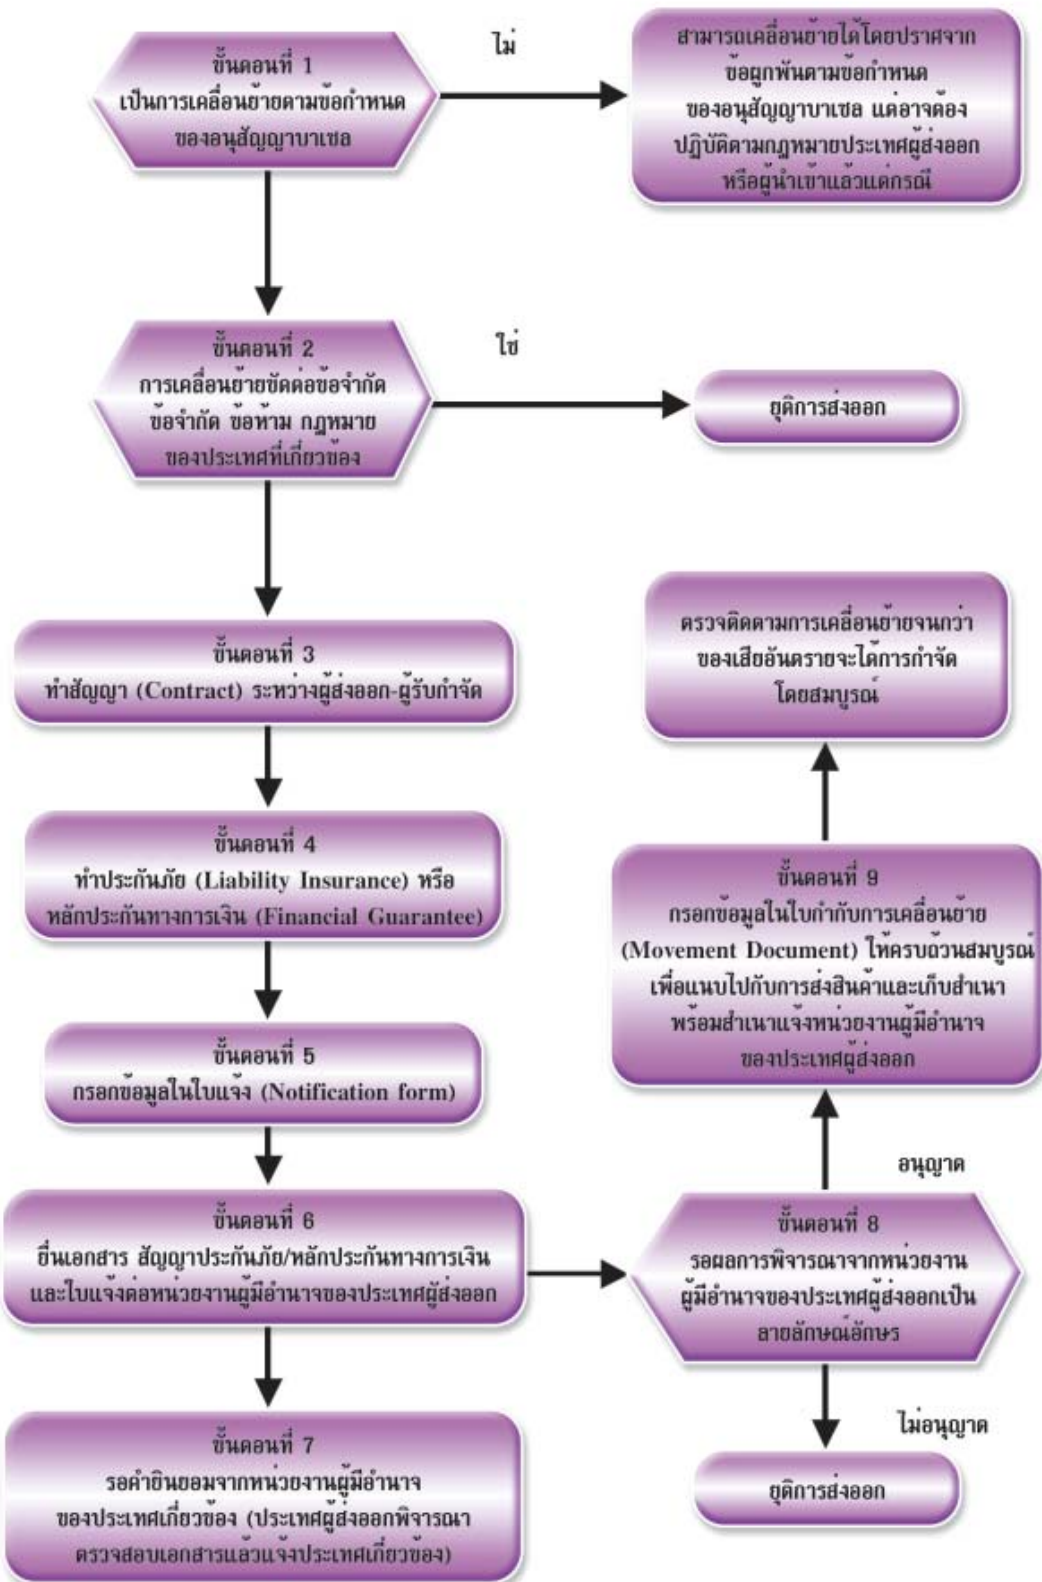 ขั้นตอนที่ 1
เป็นการเคลื่อนย้ายตามข้อกำหนด
ของอนุสัญญาบาเซล
ไม่
สามารถเคลื่อนย้ายได้โดยปราศจาก
ข้อผูกพันตามข้อกำหนด
ของอนุสัญญาบาเซล แต่อาจต้อง
ปฏิบัติตามกฎหมายประเทศผู้ส่งออก
หรือผู้นำเข้าแล้วแต่กรณี
ขั้นตอนที่ 2
การเคลื่อนย้ายขัดต่อข้อจำกัด
ข้อจำกัด ข้อห้าม กฎหมาย
ของประเทศที่เกี่ยวข้อง
ใช่
ยุติการส่งออก
ขั้นตอนที่ 3
ทำสัญญา (Contract) ระหว่างผู้ส่งออก-ผู้รับกำจัด
ขั้นตอนที่ 4
ทำประกันภัย (Liability Insurance) หรือ
หลักประกันทางการเงิน (Financial Guarantee)
ขั้นตอนที่ 5
กรอกข้อมูลในใบแจ้ง (Notification form)
ขั้นตอนที่ 6
ยื่นเอกสาร สัญญาประกันภัย/หลักประกันทางการเงิน
และใบแจ้งต่อหน่วยงานผู้มีอำนาจของประเทศผู้ส่งออก
ขั้นตอนที่ 7
รอคำยินยอมจากหน่วยงานผู้มีอำนาจ
ของประเทศเกี่ยวข้อง (ประเทศผู้ส่งออกพิจารณา
ตรวจสอบเอกสารแล้วแจ้งประเทศเกี่ยวข้อง)
ตรวจติดตามการเคลื่อนย้ายจนกว่า
ของเสียอันตรายจะได้การกำจัด
โดยสมบูรณ์
ขั้นตอนที่ 9
กรอกข้อมูลในใบกำกับการเคลื่อนย้าย
(Movement Document) ให้ครบถ้วนสมบูรณ์
เพื่อแนบไปกับการส่งสินค้าและเก็บสำเนา
พร้อมสำเนาแจ้งหน่วยงานผู้มีอำนาจ
ของประเทศผู้ส่งออก
อนุญาต
ขั้นตอนที่ 8
รอผลการพิจารณาจากหน่วยงาน
ผู้มีอำนาจของประเทศผู้ส่งออกเป็น
ลายลักษณ์อักษร
ไม่อนุญาต
ยุติการส่งออก